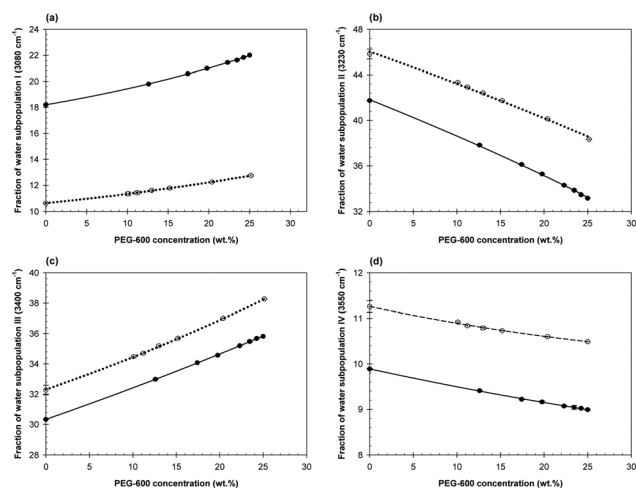 (a)
Fraction of water subpopulation I (3080 cm⁻¹)
24
22
20
18
16
14
12
10
0 5 10 15 20 25 30
PEG-600 concentration (wt.%)
(b)
Fraction of water subpopulation II (3230 cm⁻¹)
48
44
40
36
32
0 5 10 15 20 25 30
PEG-600 concentration (wt.%)
(c)
Fraction of water subpopulation III (3400 cm⁻¹)
40
38
36
34
32
30
28
0 5 10 15 20 25 30
PEG-600 concentration (wt.%)
(d)
Fraction of water subpopulation IV (3550 cm⁻¹)
12
11
10
9
8
0 5 10 15 20 25 30
PEG-600 concentration (wt.%)